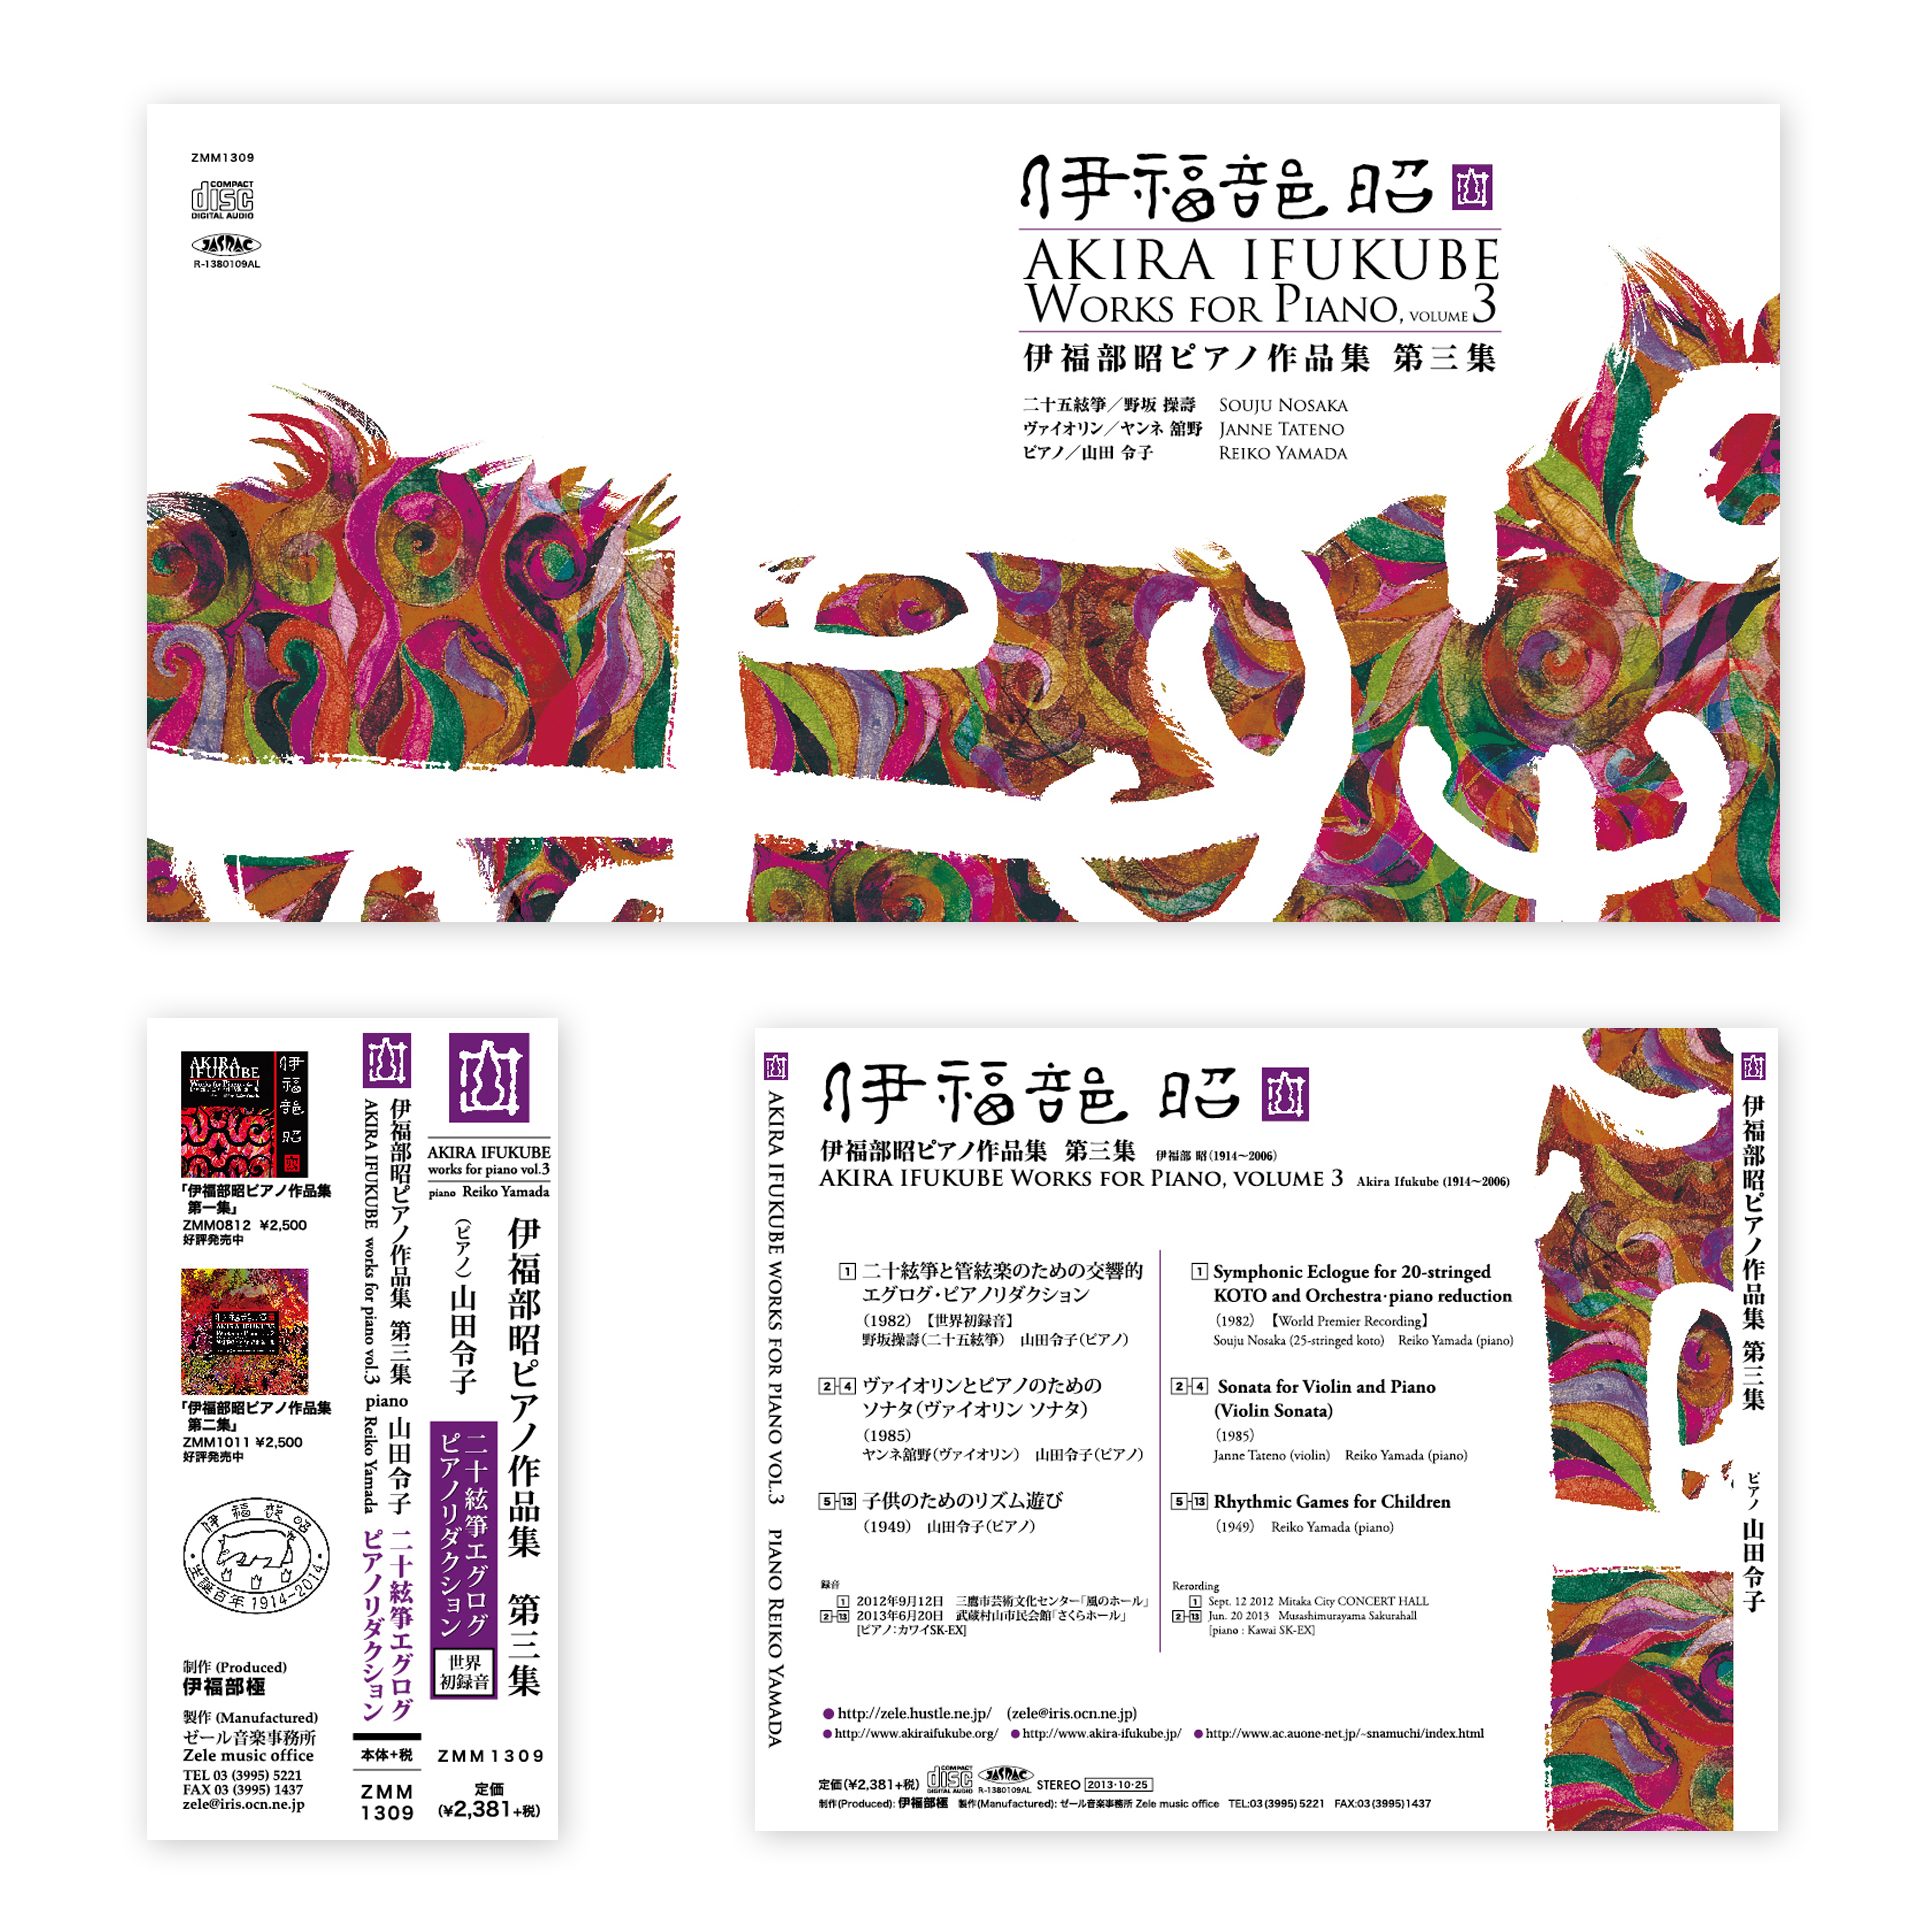 ZMM1309
COMPACT
disc
DIGITAL AUDIO
JASRAC
R-1380109AL
伊福部 昭
AKIRA IFUKUBE
WORKS FOR PIANO, VOLUME 3
伊福部昭ピアノ作品集 第三集
二十五絃箏／野坂 操壽 SOUJU NOSAKA
ヴァイオリン／ヤンネ 舘野 JANNE TATENO
ピアノ／山田 令子 REIKO YAMADA
AKIRA
IFUKUBE
伊福部 昭
「伊福部昭ピアノ作品集
第一集」
ZMM0812 ¥2,500
好評発売中
「伊福部昭ピアノ作品集
第二集」
ZMM1011 ¥2,500
好評発売中
伊福部昭
・生誕百年 1914-2014・
制作 (Produced)
伊福部極
製作 (Manufactured)
ゼール音楽事務所
Zele music office
TEL 03 (3995) 5221
FAX 03 (3995) 1437
zele@iris.ocn.ne.jp
伊福部昭ピアノ作品集 第三集 piano 山田令子 二十絃箏エグログ
AKIRA IFUKUBE works for piano vol.3 Reiko Yamada ピアノリダクション
本体+税
ZMM
1309
AKIRA IFUKUBE
works for piano vol.3
piano Reiko Yamada
伊福部昭ピアノ作品集 第三集
（ピアノ）山田令子
二十絃箏エグログ
ピアノリダクション
世界
初録音
ZMM1309
定価
(¥2,381+税)
AKIRA IFUKUBE WORKS FOR PIANO VOL.3 PIANO REIKO YAMADA
伊福部 昭
伊福部昭ピアノ作品集 第三集 伊福部 昭(1914〜2006)
AKIRA IFUKUBE WORKS FOR PIANO, VOLUME 3 Akira Ifukube (1914〜2006)
1 二十絃箏と管絃楽のための交響的
エグログ・ピアノリダクション
（1982）【世界初録音】
野坂操壽（二十五絃箏） 山田令子（ピアノ）
2-4 ヴァイオリンとピアノのための
ソナタ（ヴァイオリン ソナタ）
（1985）
ヤンネ舘野（ヴァイオリン） 山田令子（ピアノ）
5-13 子供のためのリズム遊び
（1949） 山田令子（ピアノ）
録音
1 2012年9月12日 三鷹市芸術文化センター「風のホール」
2-13 2013年6月20日 武蔵村山市民会館「さくらホール」
[ピアノ：カワイSK-EX]
1 Symphonic Eclogue for 20-stringed
KOTO and Orchestra・piano reduction
（1982）【World Premier Recording】
Souju Nosaka (25-stringed koto) Reiko Yamada (piano)
2-4 Sonata for Violin and Piano
(Violin Sonata)
（1985）
Janne Tateno (violin) Reiko Yamada (piano)
5-13 Rhythmic Games for Children
（1949） Reiko Yamada (piano)
Rerording
1 Sept. 12 2012 Mitaka City CONCERT HALL
2-13 Jun. 20 2013 Musashimurayama Sakurahall
[piano : Kawai SK-EX]
●http://zele.hustle.ne.jp/ (zele@iris.ocn.ne.jp)
●http://www.akiraifukube.org/ ●http://www.akira-ifukube.jp/ ●http://www.ac.auone-net.jp/~snamuchi/index.html
定価(¥2,381+税) COMPACT disc DIGITAL AUDIO JASRAC R-1380109AL STEREO 2013・10・25
制作(Produced): 伊福部極 製作(Manufactured): ゼール音楽事務所 Zele music office TEL:03(3995)5221 FAX:03(3995)1437
伊福部昭ピアノ作品集 第三集 ピアノ 山田令子